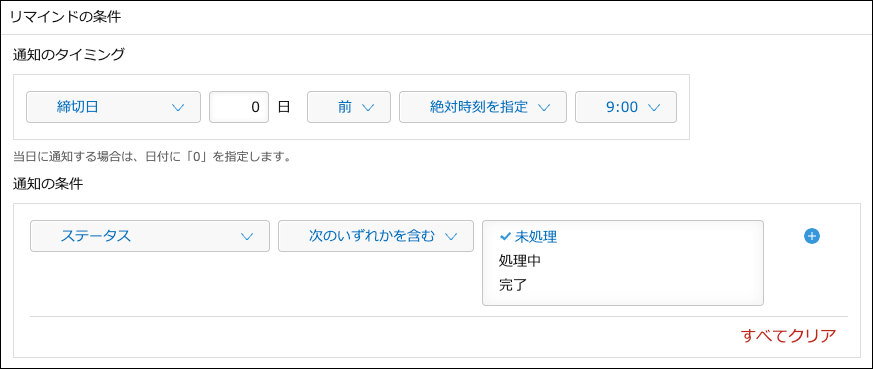 リマインドの条件
通知のタイミング
締切日 0 日 前 絶対時刻を指定 9:00
当日に通知する場合は、日付に「0」を指定します。
通知の条件
ステータス 次のいずれかを含む 未処理
処理中
完了
すべてクリア